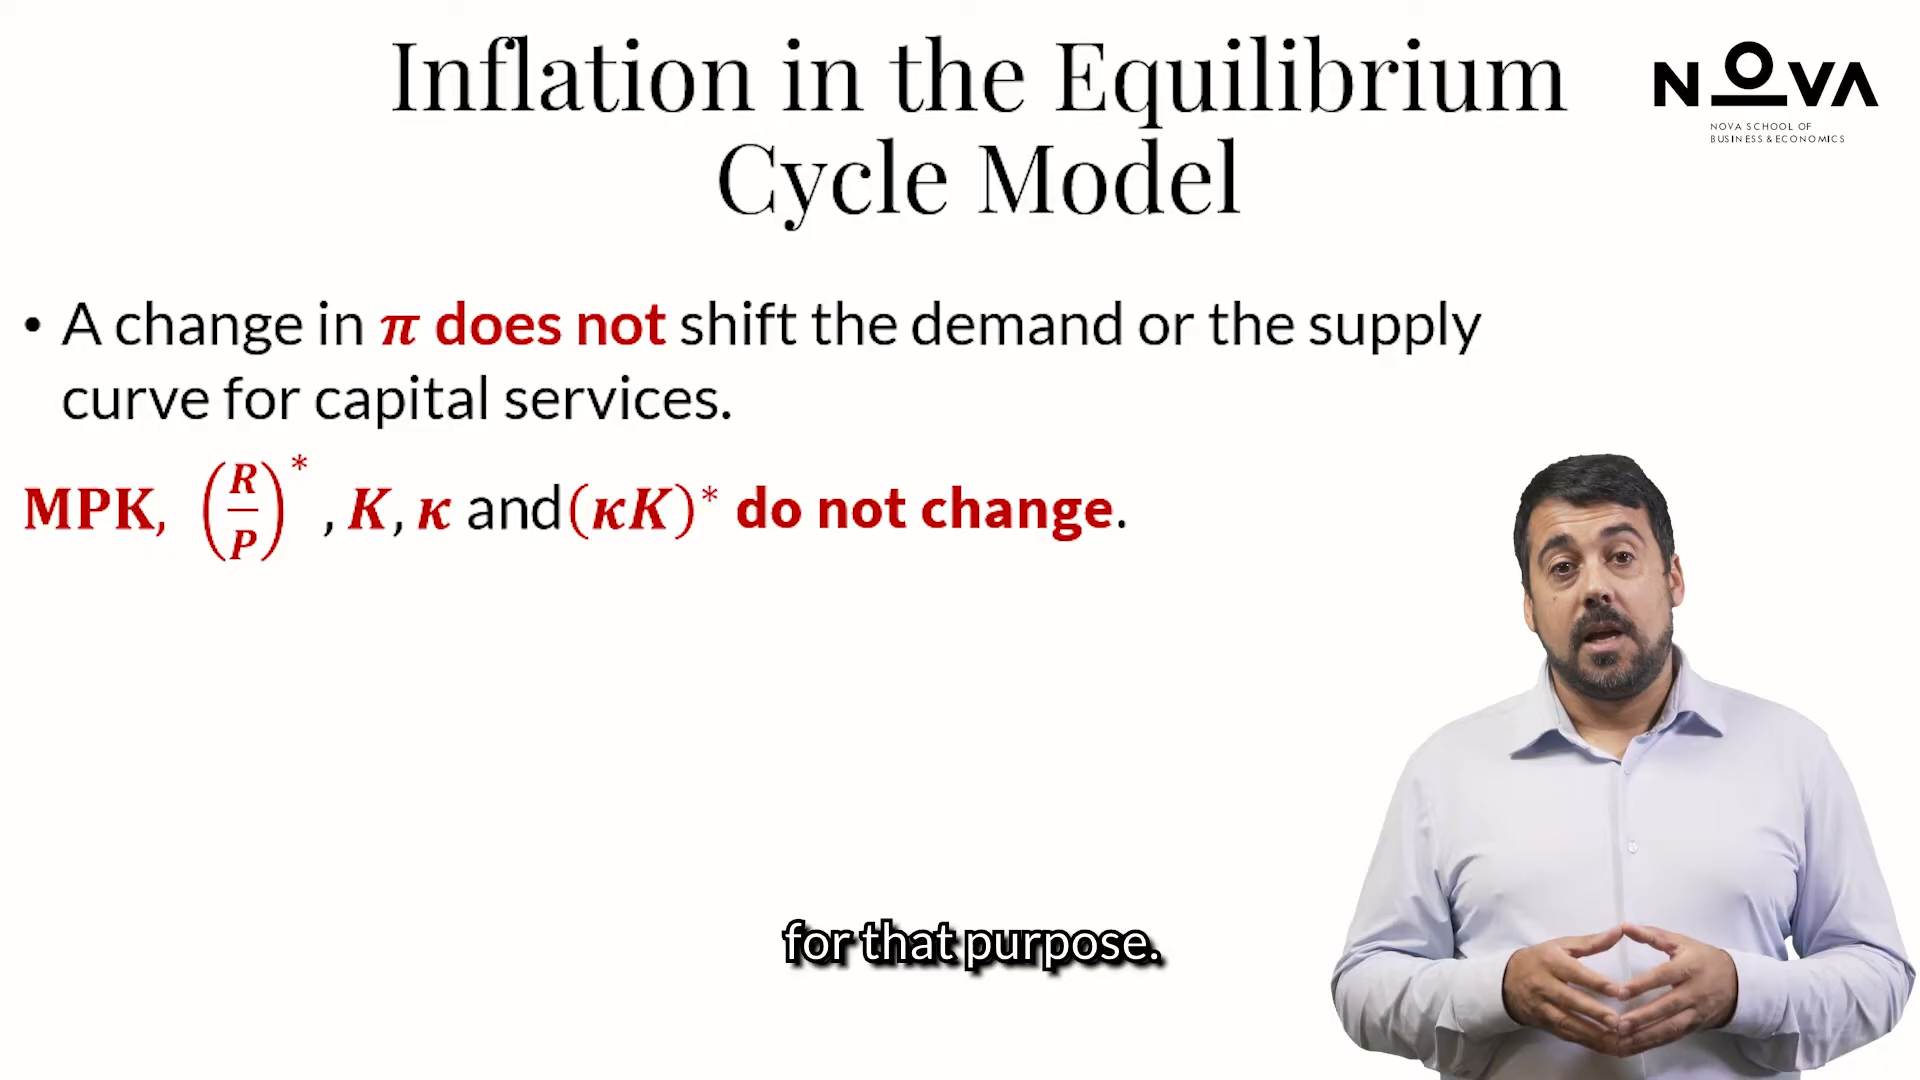 Inflation in the Equilibrium
Cycle Model
NOVA
NOVA SCHOOL OF
BUSINESS & ECONOMICS
• A change in π does not shift the demand or the supply
curve for capital services.
MPK, (R/P)*, K, κ and (κK)* do not change.
for that purpose.